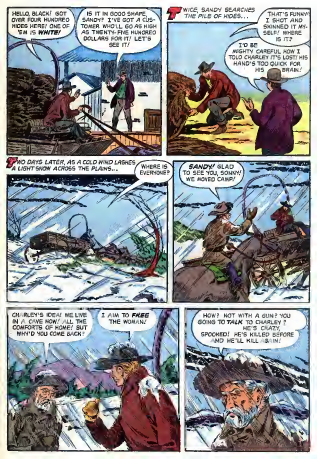 HELLO, BLACK! GOT
OVER FOUR HUNDRED
HIDES HERE! ONE OF
'EM IS WHITE!
IS IT IN GOOD SHAPE,
SANDY? I'VE GOT A CUS-
TOMER WHO'LL GO AS HIGH
AS TWENTY-FIVE HUNDRED
DOLLARS FOR IT! LET'S
SEE IT!
TWICE, SANDY SEARCHES
THE PILE OF HIDES...
THAT'S FUNNY!
I SHOT AND
SKINNED IT MY-
SELF! WHERE
IS IT?
I'D BE
MIGHTY CAREFUL HOW I
TOLD CHARLEY IT'S LOST! HIS
HAND'S TOO QUICK FOR
HIS BRAIN!
TWO DAYS LATER, AS A COLD WIND LASHES
A LIGHT SNOW ACROSS THE PLAINS...
WHERE IS
EVERYONE?
SANDY! GLAD
TO SEE YOU, SONNY!
WE MOVED CAMP!
CHARLEY'S IDEA! WE LIVE
IN A CAVE NOW! ALL THE
COMFORTS OF HOME! BUT
WHY'D YOU COME BACK?
I AIM TO FREE
THE WOMAN!
HOW? NOT WITH A GUN? YOU
GOING TO TALK TO CHARLEY?
HE'S CRAZY,
SPOOKED! HE'S KILLED BEFORE
AND HE'LL KILL AGAIN!